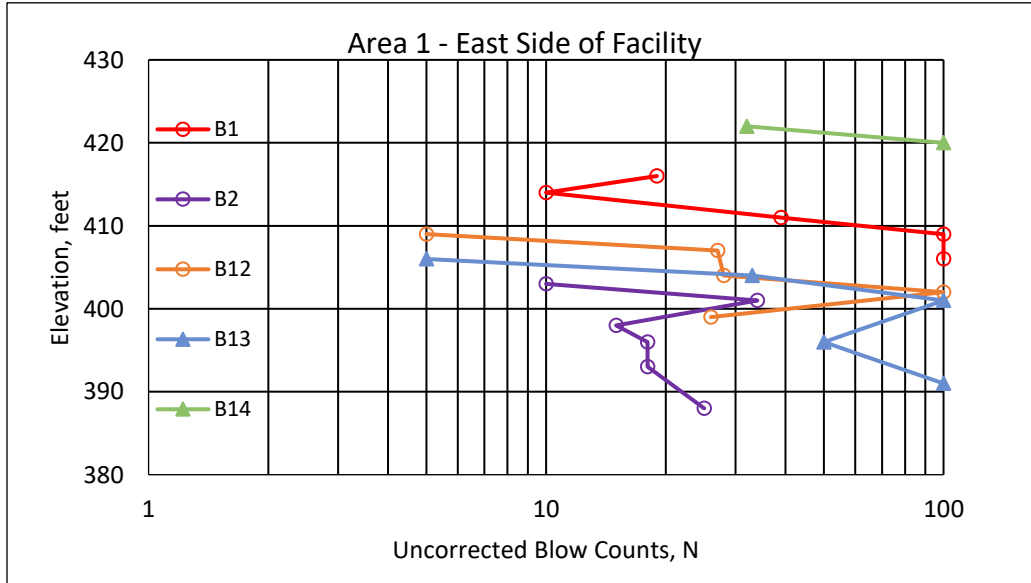 Area 1 - East Side of Facility
430
420
410
400
390
380
Elevation, feet
B1
B2
B12
B13
B14
1
10
100
Uncorrected Blow Counts, N